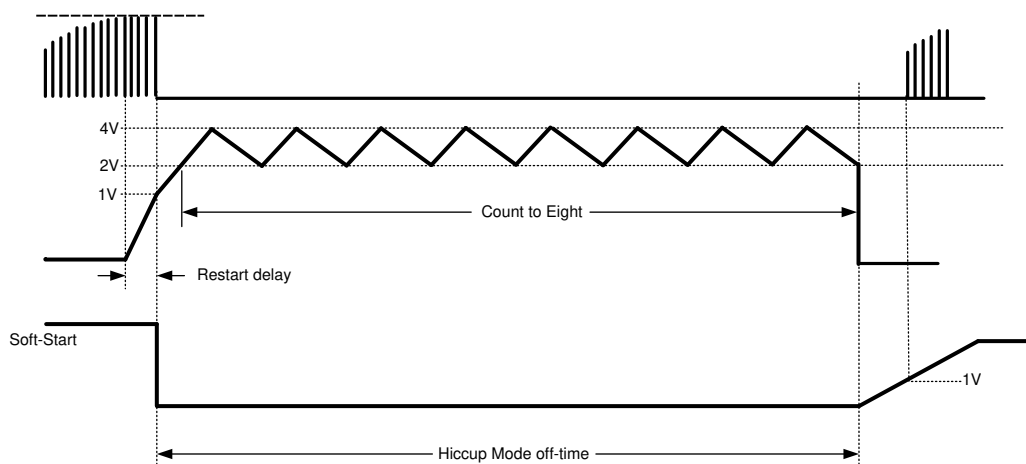 4V
2V
1V
Count to Eight
Restart delay
Soft-Start
1V
Hiccup Mode off-time